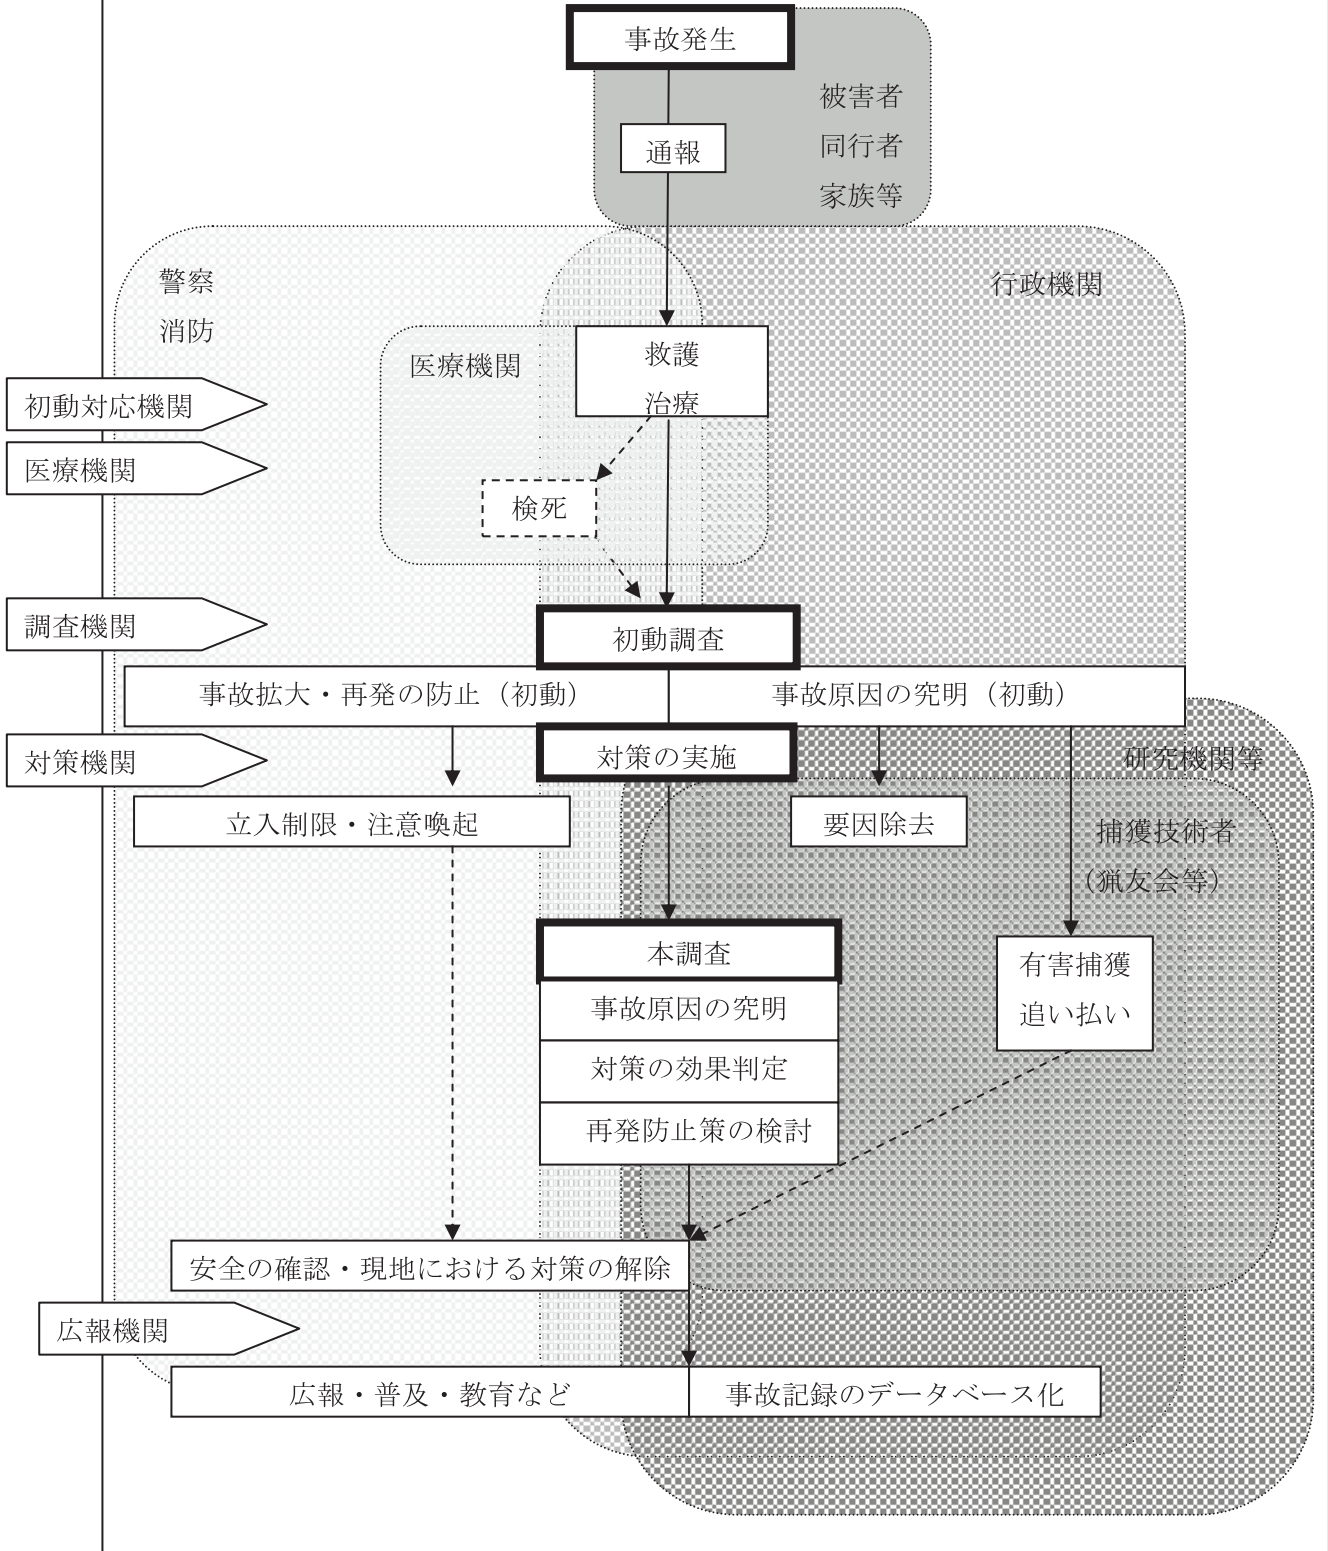 事故発生
被害者
同行者
家族等
通報
警察
消防
行政機関
医療機関
救護
治療
初動対応機関
医療機関
検死
調査機関
初動調査
事故拡大・再発の防止（初動）
事故原因の究明（初動）
対策機関
対策の実施
研究機関等
立入制限・注意喚起
要因除去
捕獲技術者
（猟友会等）
本調査
有害捕獲
追い払い
事故原因の究明
対策の効果判定
再発防止策の検討
安全の確認・現地における対策の解除
広報機関
広報・普及・教育など
事故記録のデータベース化